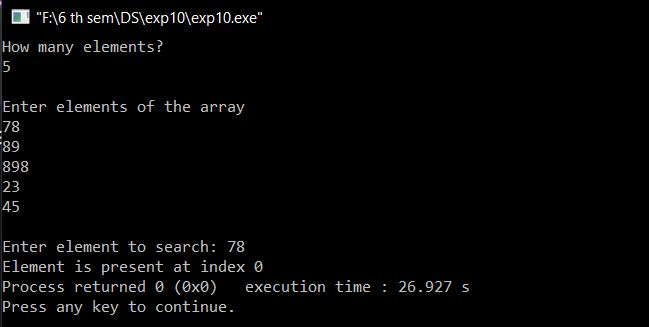 "F:\6 th sem\DS\exp10\exp10.exe"
How many elements?
5
Enter elements of the array
78
89
898
23
45
Enter element to search: 78
Element is present at index 0
Process returned 0 (0x0)   execution time : 26.927 s
Press any key to continue.